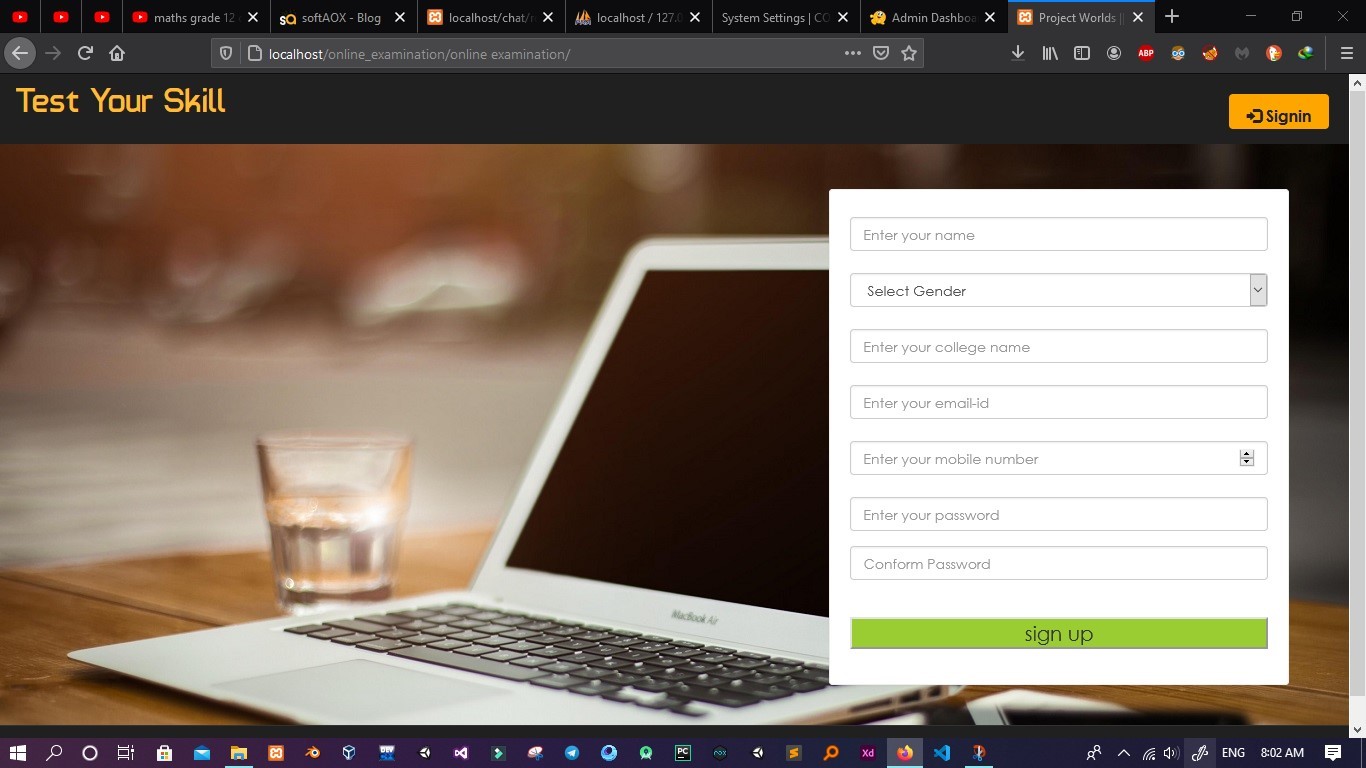 maths grade 12
softAOX - Blog
localhost/chat/
localhost / 127.0
System Settings | CO
Admin Dashboa
Project Worlds ||
localhost/online_examination/online examination/
ABP
Test Your Skill
Signin
Enter your name
Select Gender
Enter your college name
Enter your email-id
Enter your mobile number
Enter your password
Conform Password
sign up
MacBook Air
PC
Xd
ENG
8:02 AM